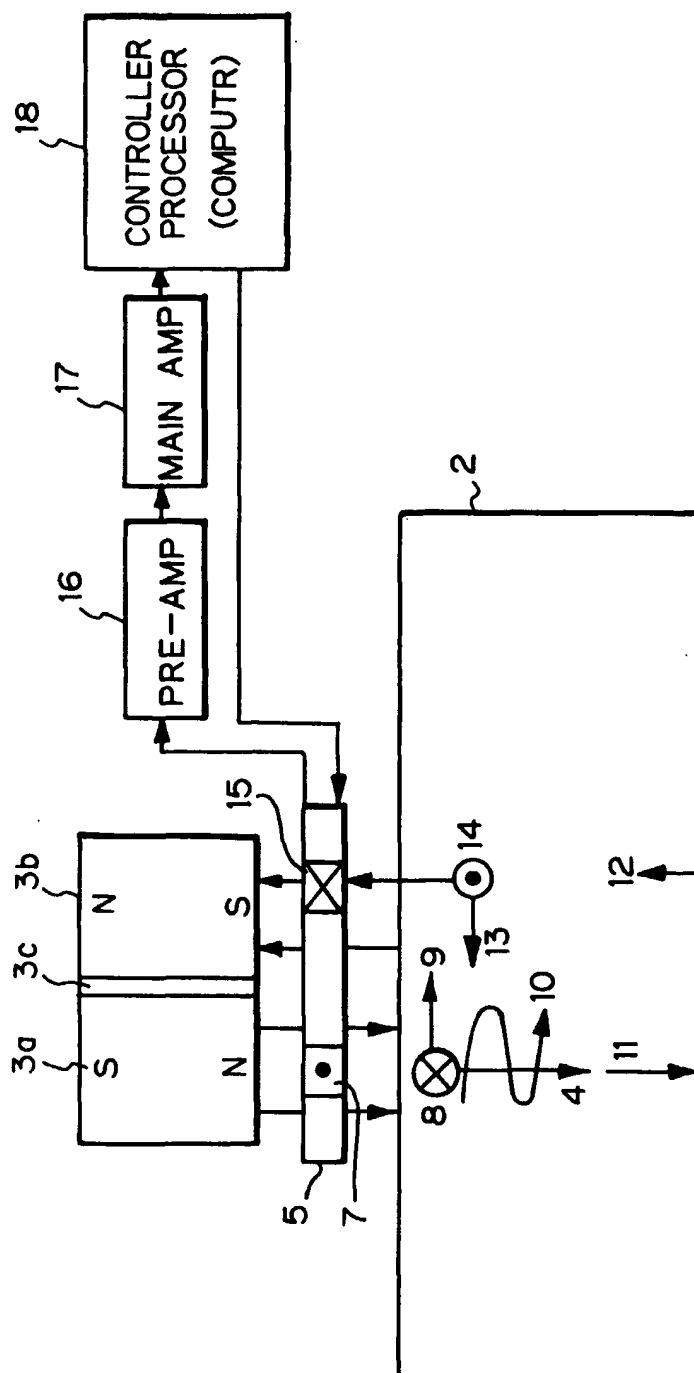 18
CONTROLLER
PROCESSOR
(COMPUTR)
17
MAIN AMP
16
PRE-AMP
3a
3c
3b
S
N
N
S
15
5
7
2
14
13
12
9
8
10
4
11